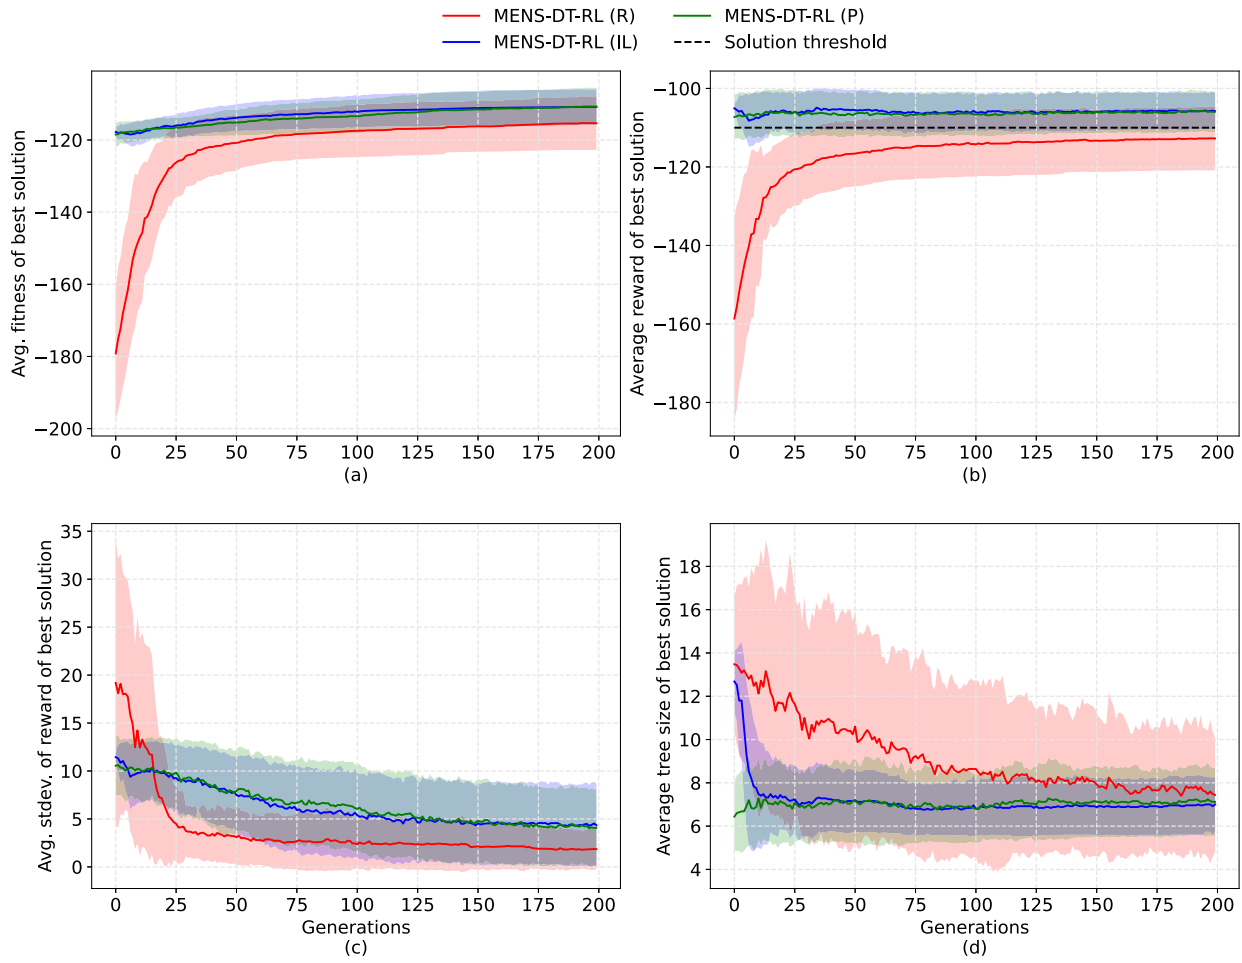 MENS-DT-RL (R)
MENS-DT-RL (IL)
MENS-DT-RL (P)
Solution threshold
Avg. fitness of best solution
−120
−140
−160
−180
−200
0 25 50 75 100 125 150 175 200
(a)
Average reward of best solution
−100
−120
−140
−160
−180
0 25 50 75 100 125 150 175 200
(b)
Avg. stdev. of reward of best solution
35
30
25
20
15
10
5
0
0 25 50 75 100 125 150 175 200
Generations
(c)
Average tree size of best solution
18
16
14
12
10
8
6
4
0 25 50 75 100 125 150 175 200
Generations
(d)